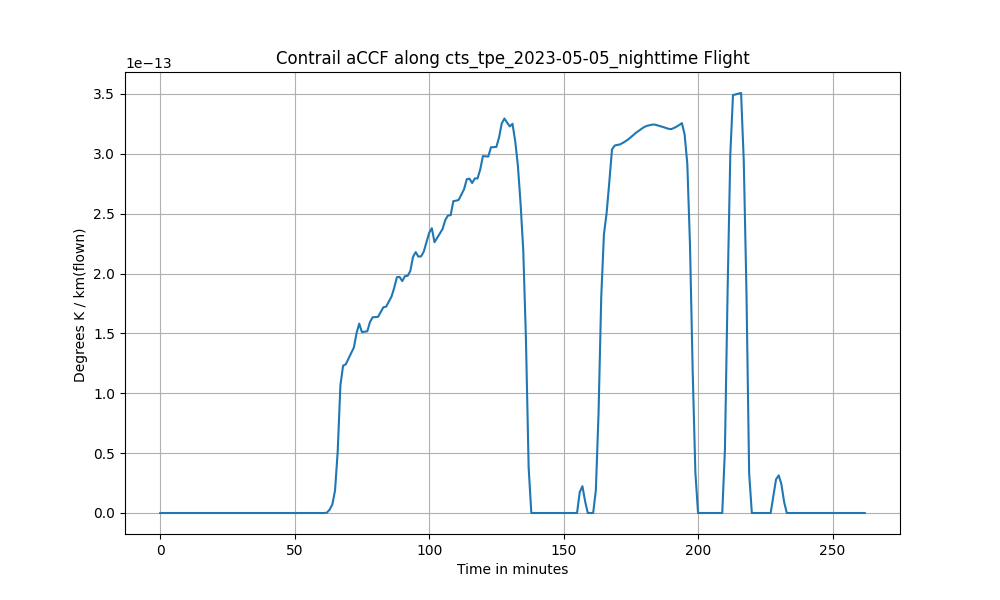 Contrail aCCF along cts_tpe_2023-05-05_nighttime Flight
1e−13
3.5
3.0
2.5
2.0
1.5
1.0
0.5
0.0
Degrees K / km(flown)
0 50 100 150 200 250
Time in minutes